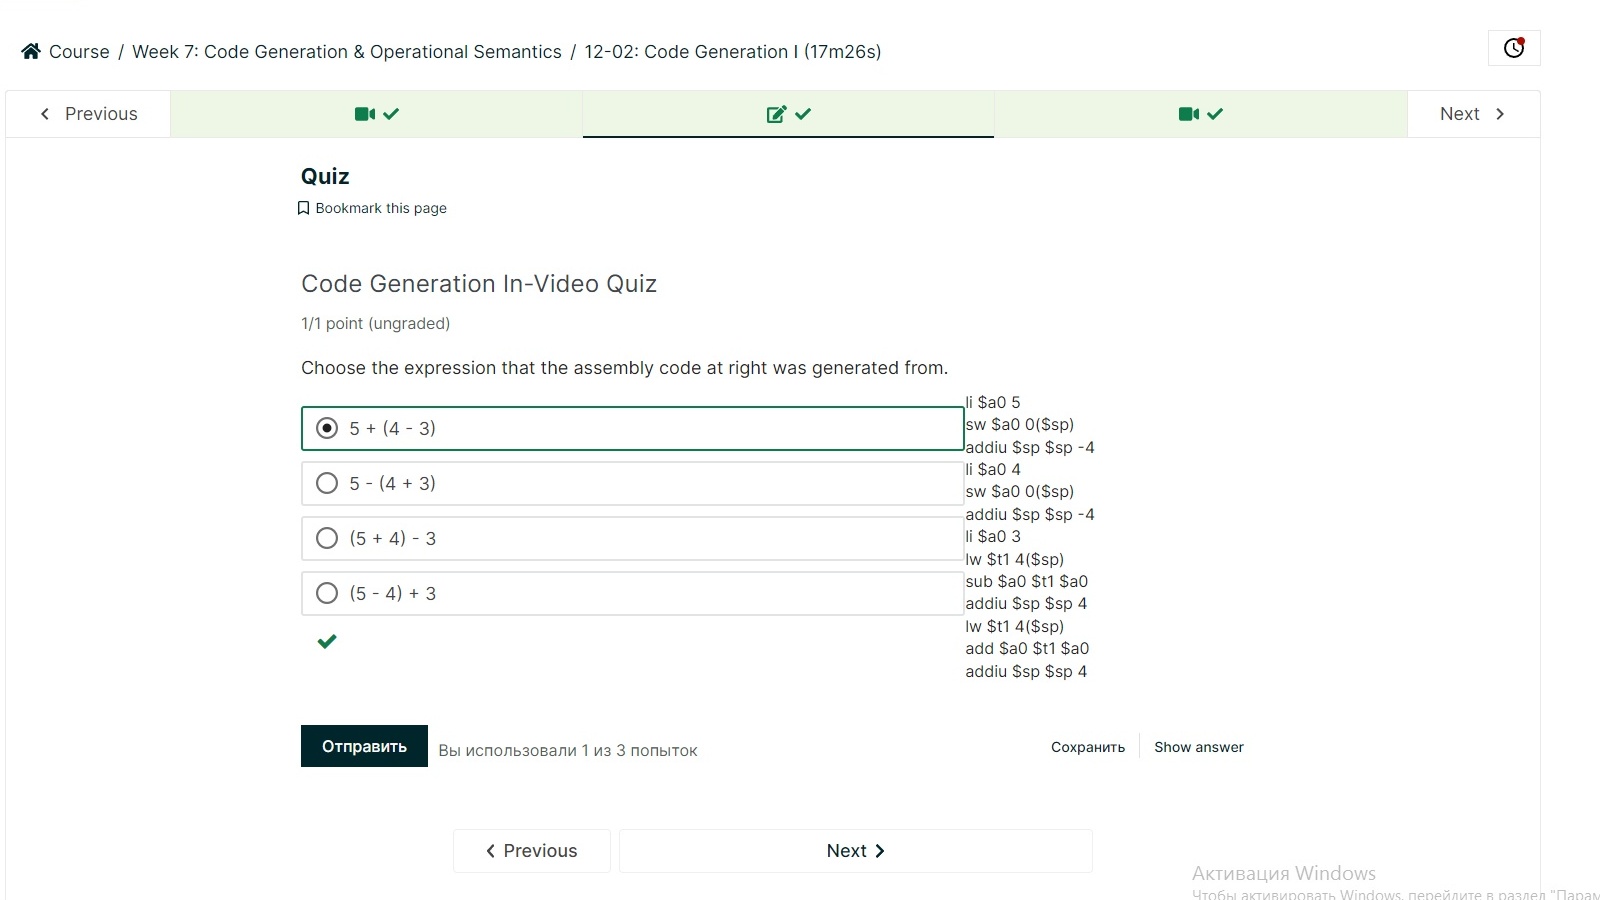 Course / Week 7: Code Generation & Operational Semantics / 12-02: Code Generation I (17m26s)
Previous
Next
Quiz
Bookmark this page
Code Generation In-Video Quiz
1/1 point (ungraded)
Choose the expression that the assembly code at right was generated from.
5 + (4 - 3)
5 - (4 + 3)
(5 + 4) - 3
(5 - 4) + 3
li $a0 5
sw $a0 0($sp)
addiu $sp $sp -4
li $a0 4
sw $a0 0($sp)
addiu $sp $sp -4
li $a0 3
lw $t1 4($sp)
sub $a0 $t1 $a0
addiu $sp $sp 4
lw $t1 4($sp)
add $a0 $t1 $a0
addiu $sp $sp 4
Отправить
Вы использовали 1 из 3 попыток
Сохранить
Show answer
Previous
Next
Активация Windows
Чтобы активировать Windows, перейдите в раздел "Парам